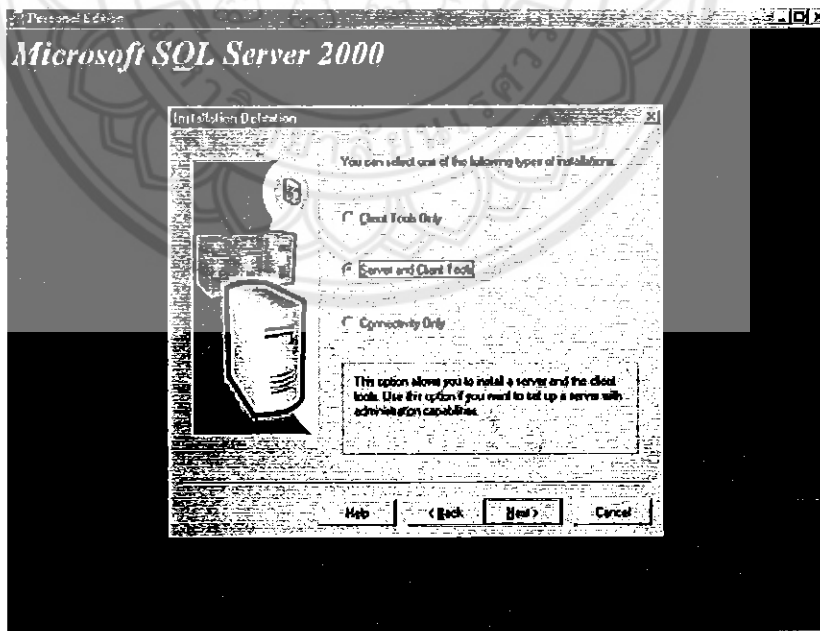 Personal Edition
Microsoft SQL Server 2000
Installation Definition
You can select one of the following types of installations.
Client Tools Only
Server and Client Tools
Connectivity Only
This option allows you to install a server and the client
tools. Use this option if you want to set up a server with
administration capabilities.
Help
< Back
Next >
Cancel